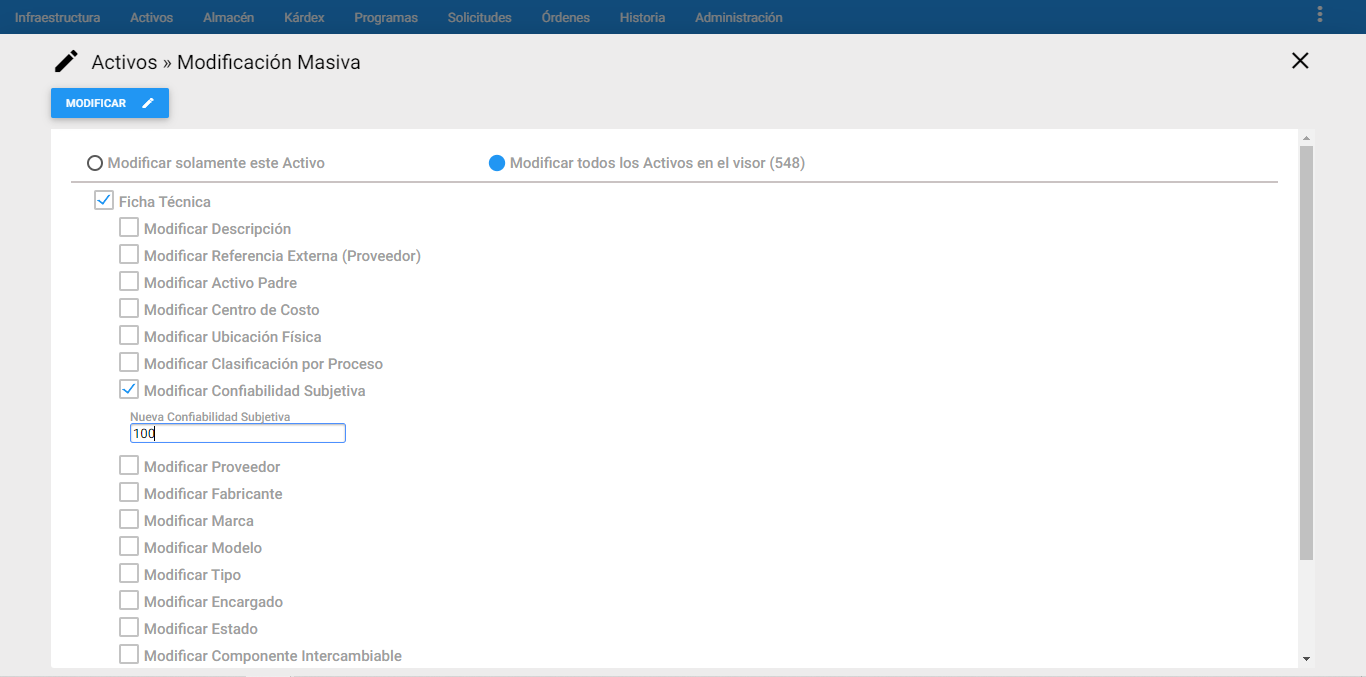 Infraestructura Activos Almacén Kárdex Programas Solicitudes Órdenes Historia Administración
Activos » Modificación Masiva
MODIFICAR
Modificar solamente este Activo Modificar todos los Activos en el visor (548)
Ficha Técnica
Modificar Descripción
Modificar Referencia Externa (Proveedor)
Modificar Activo Padre
Modificar Centro de Costo
Modificar Ubicación Física
Modificar Clasificación por Proceso
Modificar Confiabilidad Subjetiva
Nueva Confiabilidad Subjetiva
100
Modificar Proveedor
Modificar Fabricante
Modificar Marca
Modificar Modelo
Modificar Tipo
Modificar Encargado
Modificar Estado
Modificar Componente Intercambiable